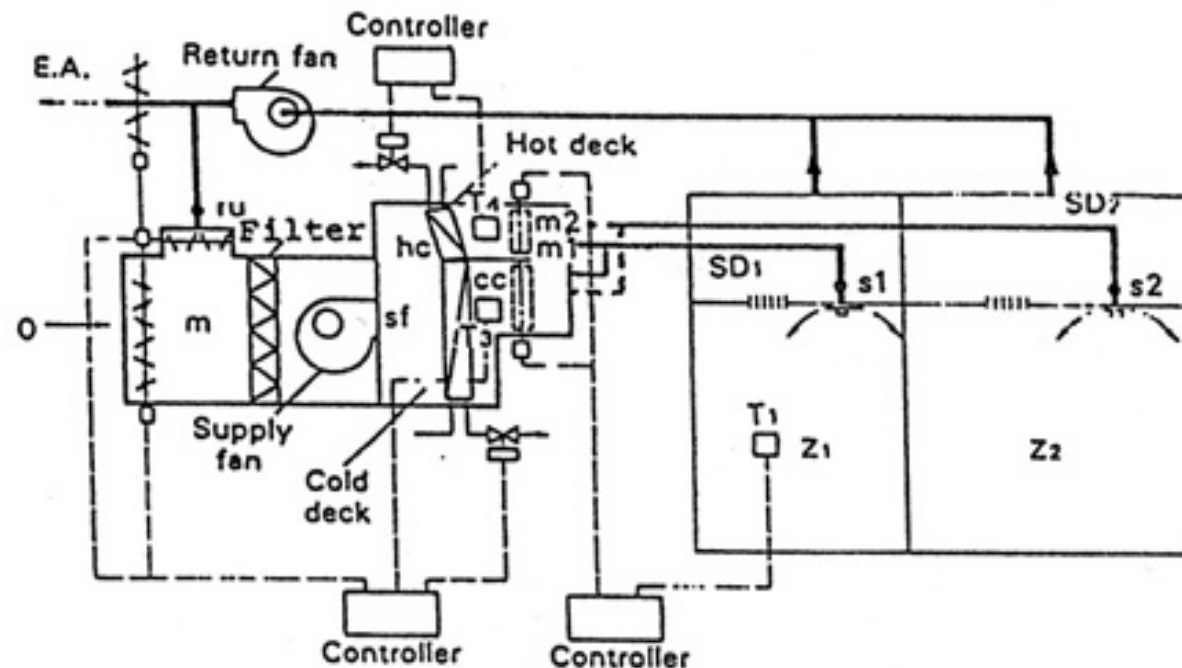 Controller
Return fan
E.A.
Hot deck
ru
Filter
T4
m2
SD2
hc
m1
SD1
s1
s2
cc
O
m
sf
T3
Supply
fan
T1
Z1
Z2
Cold
deck
Controller
Controller